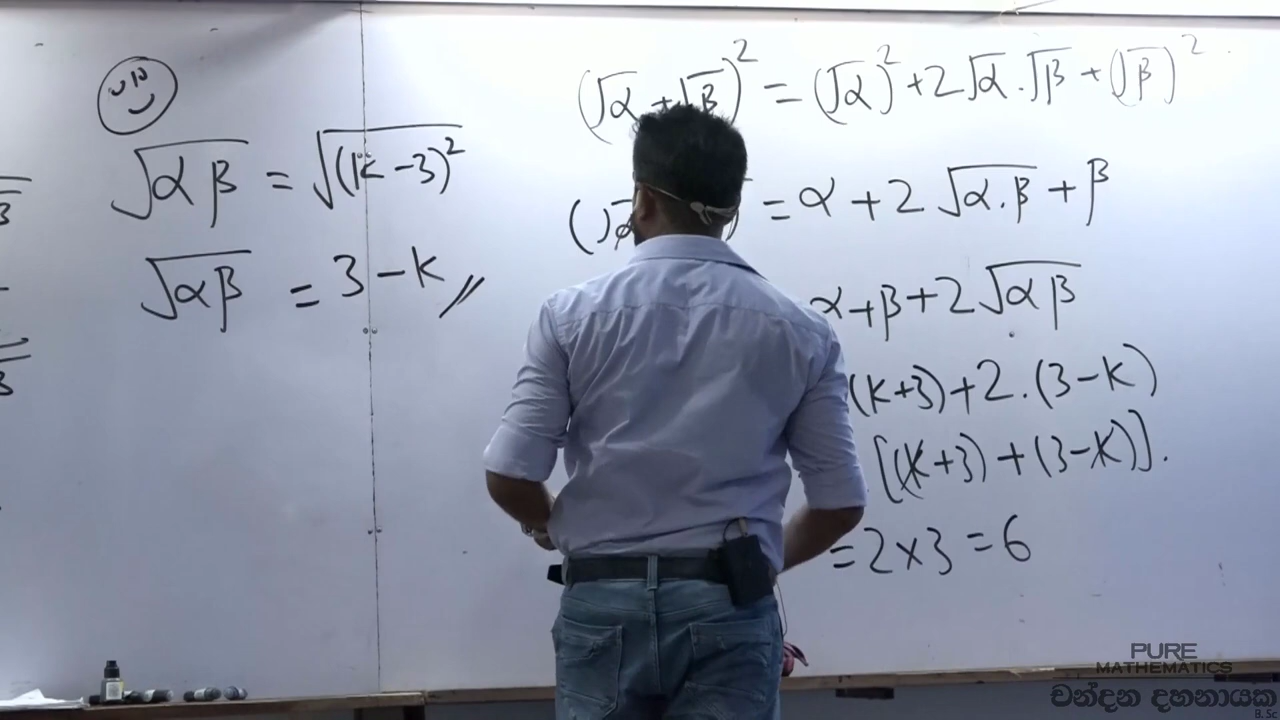 √αβ = √(k-3)²
√αβ = 3-k //
(√α + √β)² = (√α)² + 2√α.√β + (√β)²
= α + 2√α.β + β
α+β+2√αβ
(k+3)+2.(3-k)
[(k+3)+(3-k)].
=2×3=6
PURE
MATHEMATICS
චන්දන දහනායක
B.Sc